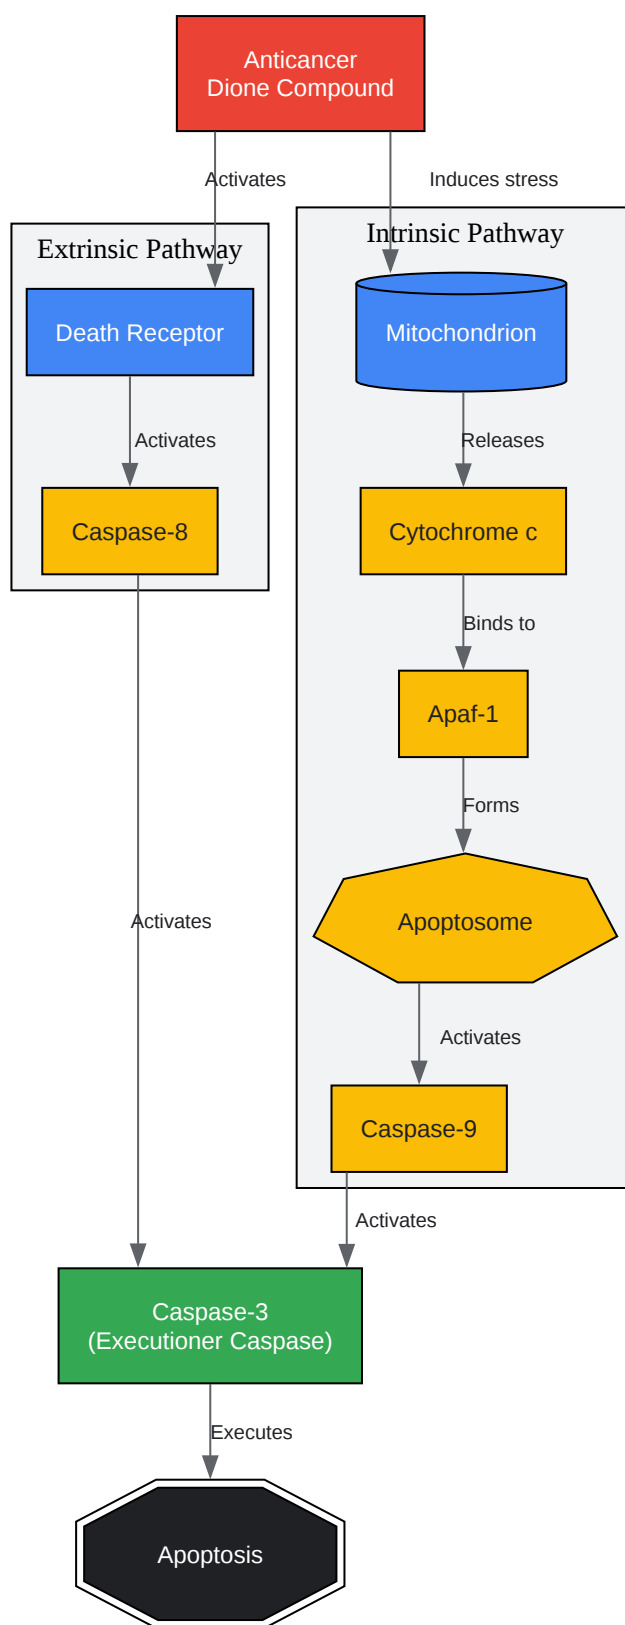 Anticancer
Dione Compound
Activates
Induces stress
Extrinsic Pathway
Intrinsic Pathway
Death Receptor
Mitochondrion
Activates
Releases
Caspase-8
Cytochrome c
Binds to
Apaf-1
Forms
Activates
Apoptosome
Activates
Caspase-9
Activates
Caspase-3
(Executioner Caspase)
Executes
Apoptosis